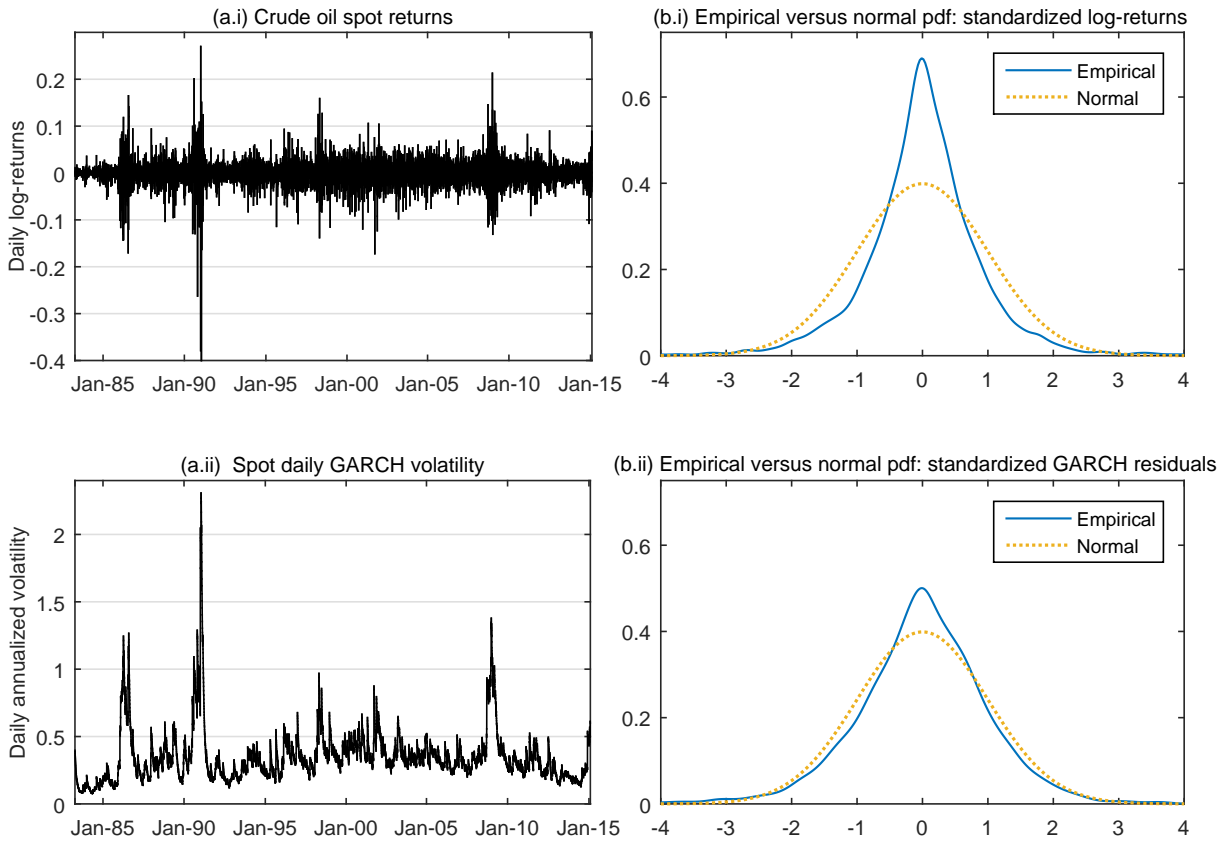 (a.i) Crude oil spot returns
Daily log-returns
0.2
0.1
0
-0.1
-0.2
-0.3
-0.4
Jan-85 Jan-90 Jan-95 Jan-00 Jan-05 Jan-10 Jan-15
(b.i) Empirical versus normal pdf: standardized log-returns
Empirical
Normal
0.6
0.4
0.2
0
-4 -3 -2 -1 0 1 2 3 4
(a.ii) Spot daily GARCH volatility
Daily annualized volatility
2
1.5
1
0.5
0
Jan-85 Jan-90 Jan-95 Jan-00 Jan-05 Jan-10 Jan-15
(b.ii) Empirical versus normal pdf: standardized GARCH residuals
Empirical
Normal
0.6
0.4
0.2
0
-4 -3 -2 -1 0 1 2 3 4